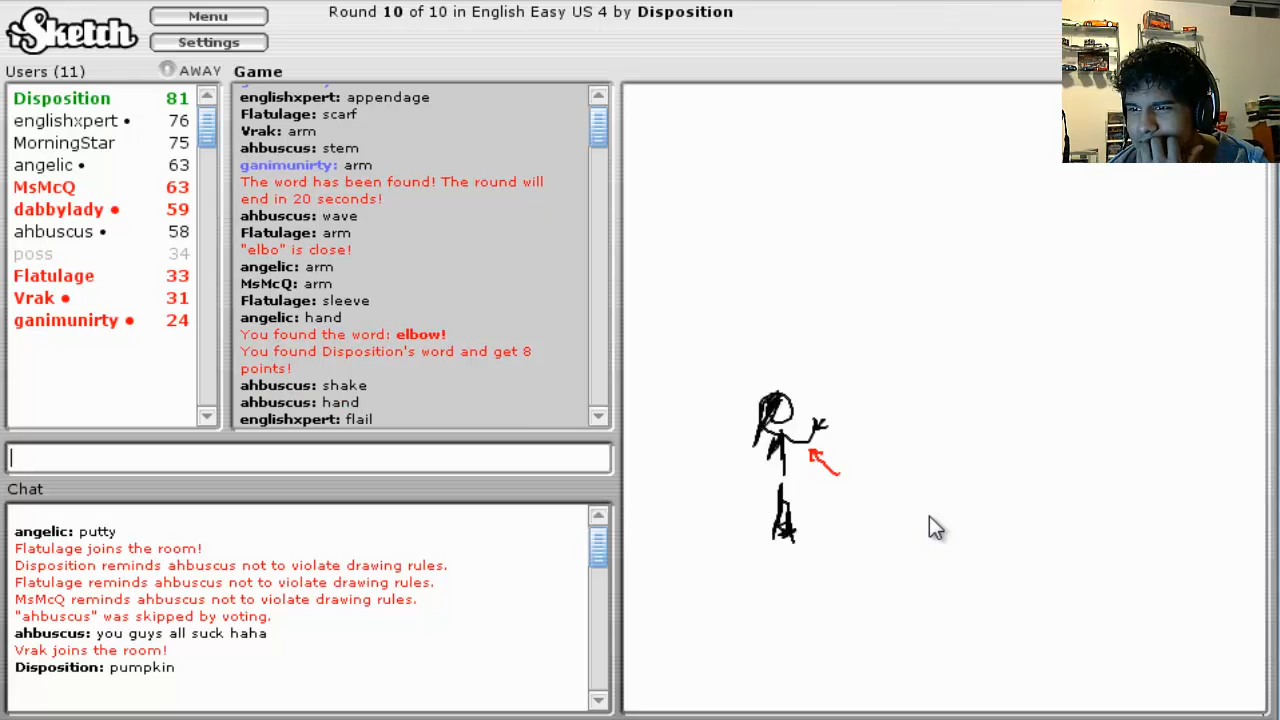 iSketch
Menu
Settings
Round 10 of 10 in English Easy US 4 by Disposition
Users (11)
AWAY
Game
Disposition 81
englishxpert • 76
MorningStar 75
angelic • 63
MsMcQ 63
dabbylady • 59
ahbuscus • 58
poss 34
Flatulage 33
Vrak • 31
ganimunirty • 24
englishxpert: appendage
Flatulage: scarf
Vrak: arm
ahbuscus: stem
ganimunirty: arm
The word has been found! The round will
end in 20 seconds!
ahbuscus: wave
Flatulage: arm
"elbo" is close!
angelic: arm
MsMcQ: arm
Flatulage: sleeve
angelic: hand
You found the word: elbow!
You found Disposition's word and get 8
points!
ahbuscus: shake
ahbuscus: hand
englishxpert: flail
Chat
angelic: putty
Flatulage joins the room!
Disposition reminds ahbuscus not to violate drawing rules.
Flatulage reminds ahbuscus not to violate drawing rules.
MsMcQ reminds ahbuscus not to violate drawing rules.
"ahbuscus" was skipped by voting.
ahbuscus: you guys all suck haha
Vrak joins the room!
Disposition: pumpkin